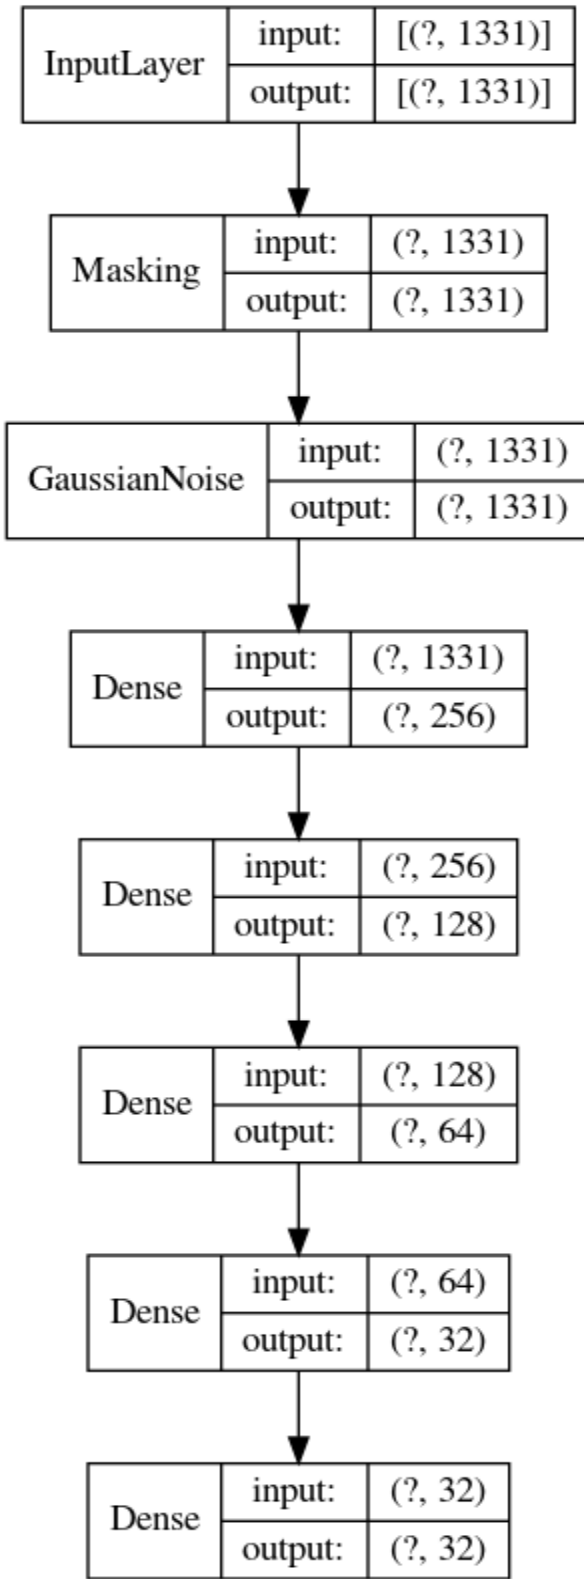 InputLayer
input: [(?, 1331)]
output: [(?, 1331)]
Masking
input: (?, 1331)
output: (?, 1331)
GaussianNoise
input: (?, 1331)
output: (?, 1331)
Dense
input: (?, 1331)
output: (?, 256)
Dense
input: (?, 256)
output: (?, 128)
Dense
input: (?, 128)
output: (?, 64)
Dense
input: (?, 64)
output: (?, 32)
Dense
input: (?, 32)
output: (?, 32)